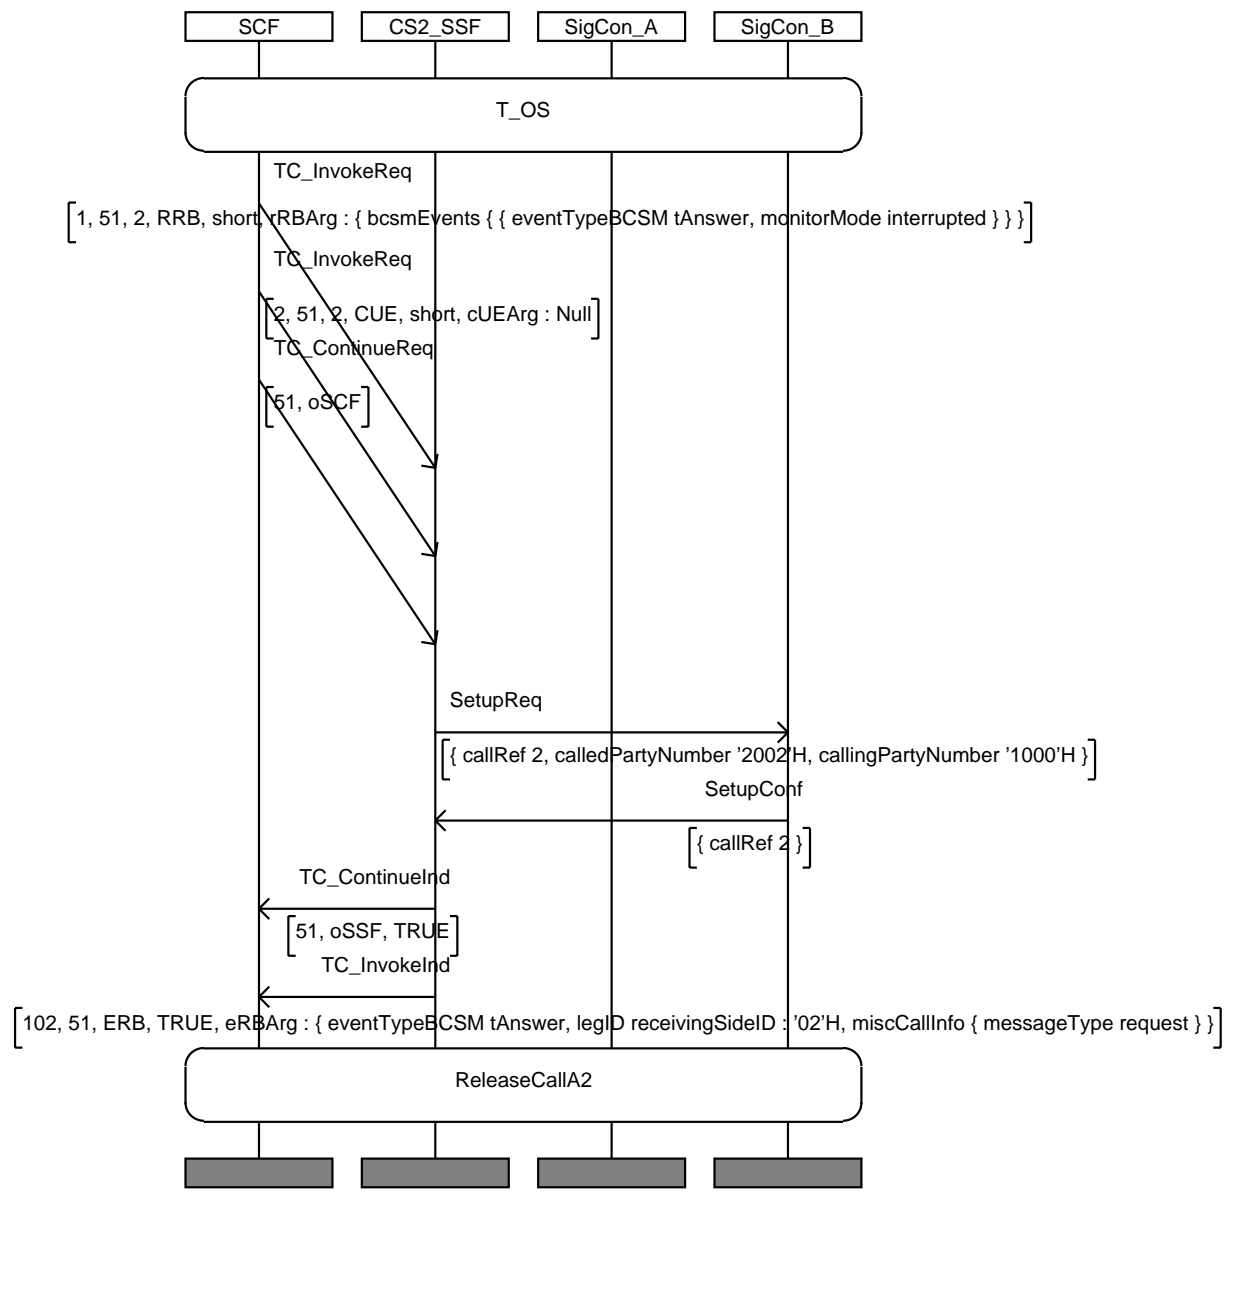 SCF CS2_SSF SigCon_A SigCon_B
T_OS
TC_InvokeReq
1, 51, 2, RRB, short, rRBArg : { bcsmEvents { { eventTypeBCSM tAnswer, monitorMode interrupted } } }
TC_InvokeReq
2, 51, 2, CUE, short, cUEArg : Null
TC_ContinueReq
51, oSCF
SetupReq
{ callRef 2, calledPartyNumber '2002'H, callingPartyNumber '1000'H }
SetupConf
{ callRef 2 }
TC_ContinueInd
51, oSSF, TRUE
TC_InvokeInd
102, 51, ERB, TRUE, eRBArg : { eventTypeBCSM tAnswer, legID receivingSideID : '02'H, miscCallInfo { messageType request } }
ReleaseCallA2